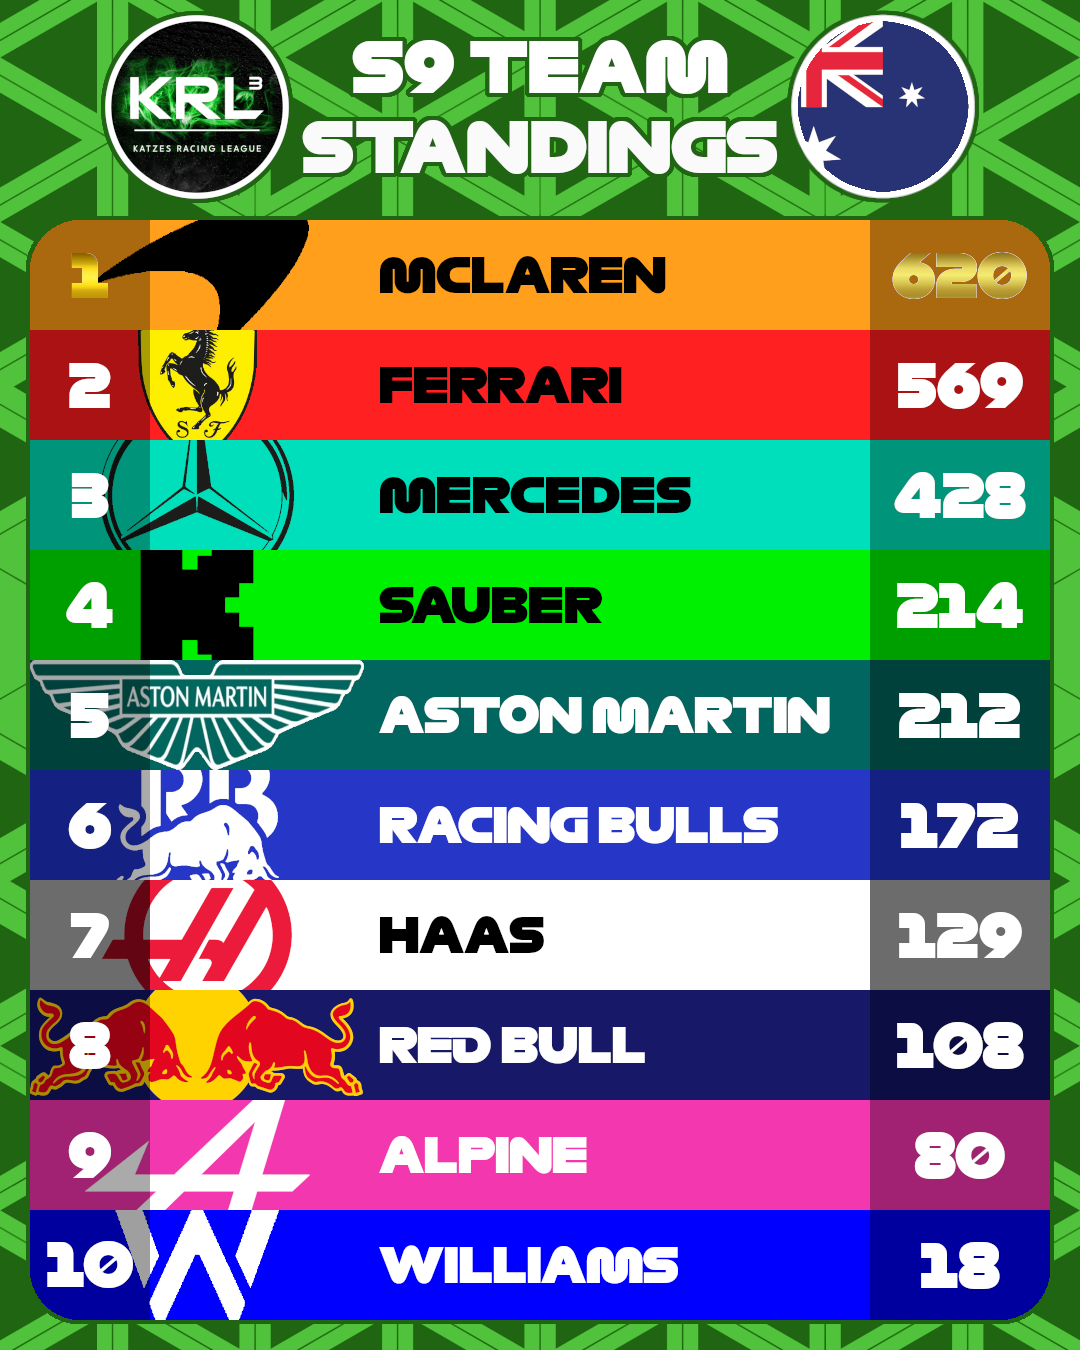 KRL3
KATZES RACING LEAGUE
S9 TEAM
STANDINGS
1 MCLAREN 620
2 FERRARI 569
S F
3 MERCEDES 428
4 SAUBER 214
5 ASTON MARTIN ASTON MARTIN 212
RB
6 RACING BULLS 172
7 HAAS 129
8 RED BULL 108
9 ALPINE 80
10 WILLIAMS 18